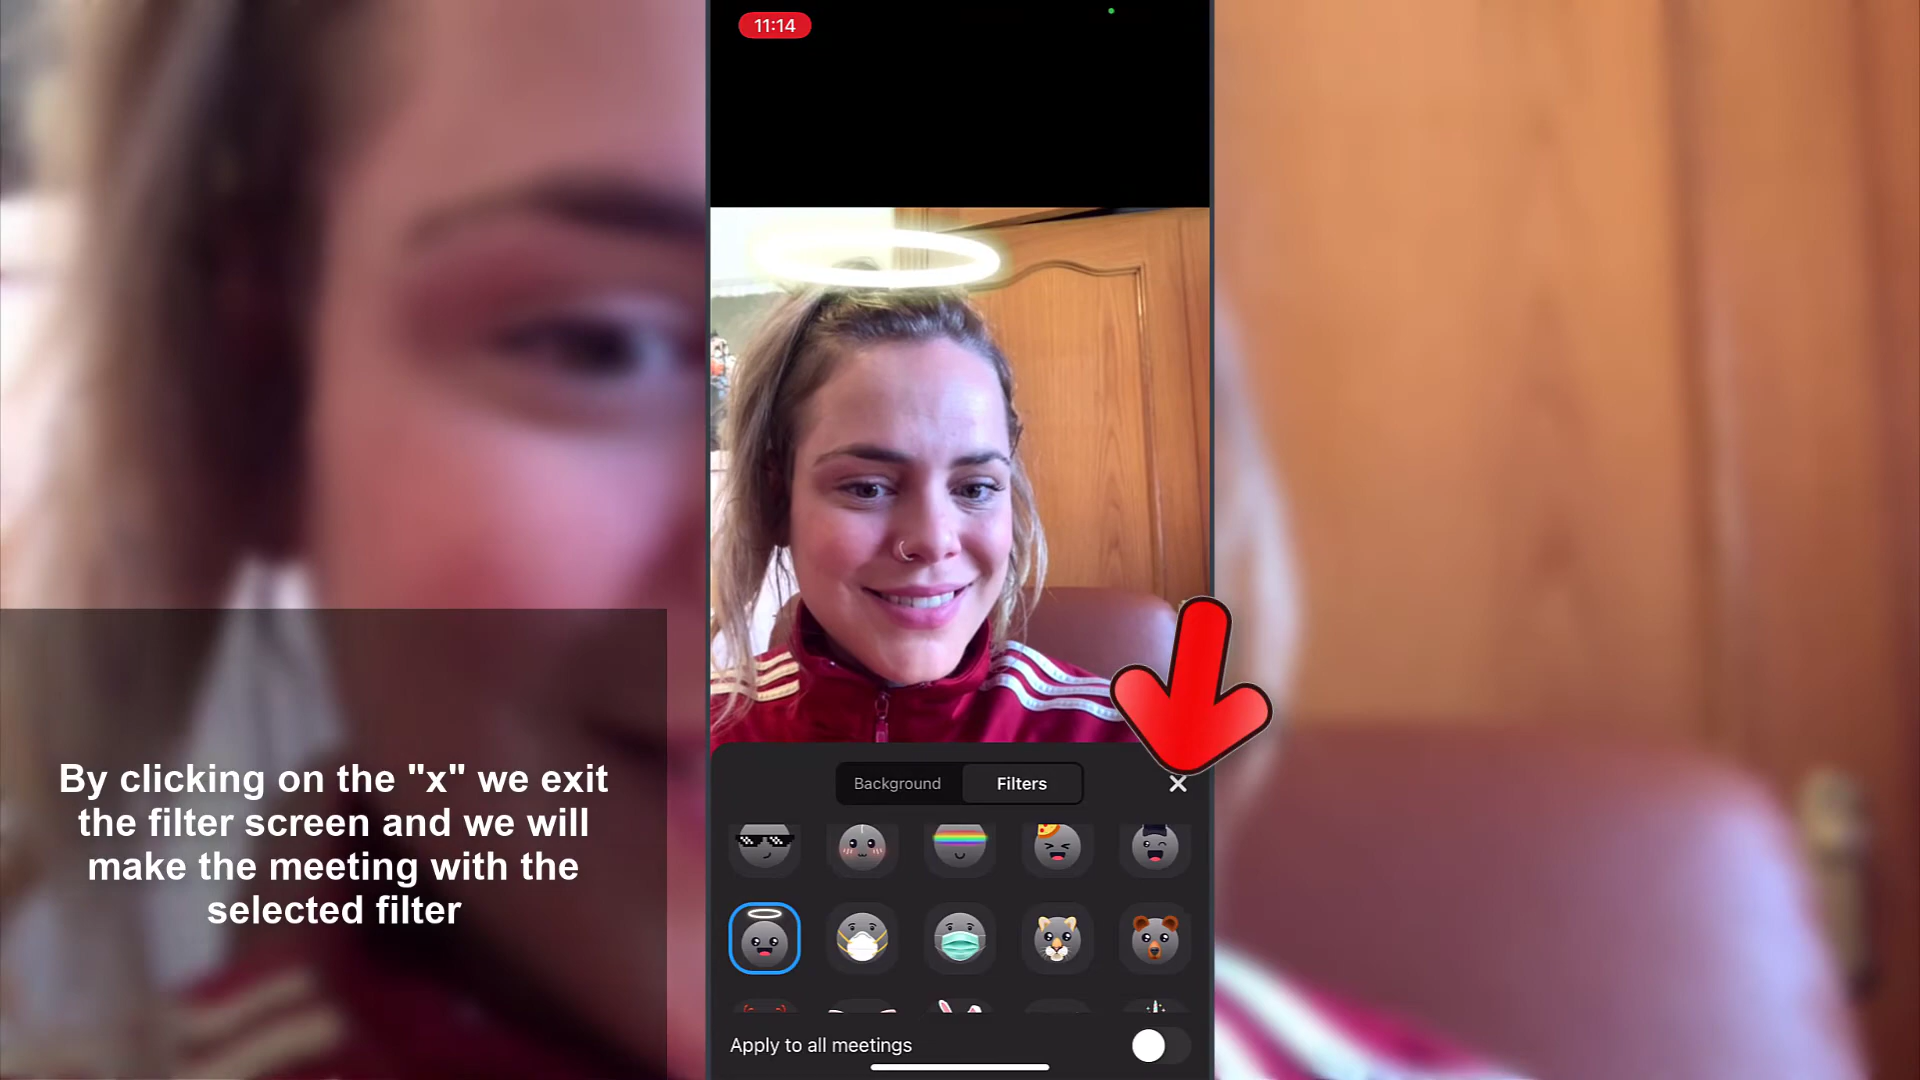 11:14
Background
Filters
By clicking on the "x" we exit
the filter screen and we will
make the meeting with the
selected filter
Apply to all meetings